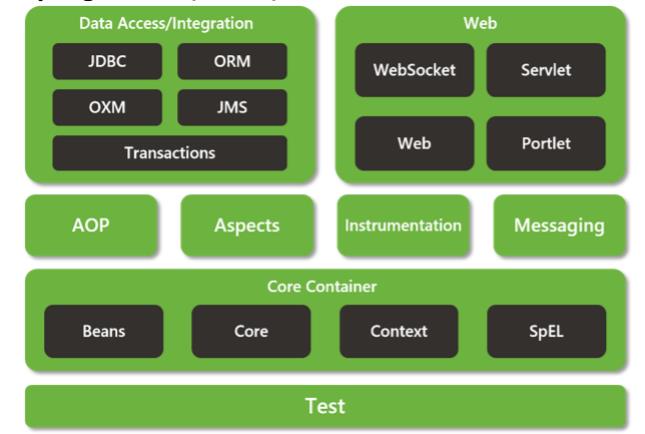 Data Access/Integration
JDBC
ORM
OXM
JMS
Transactions
Web
WebSocket
Servlet
Web
Portlet
AOP
Aspects
Instrumentation
Messaging
Core Container
Beans
Core
Context
SpEL
Test